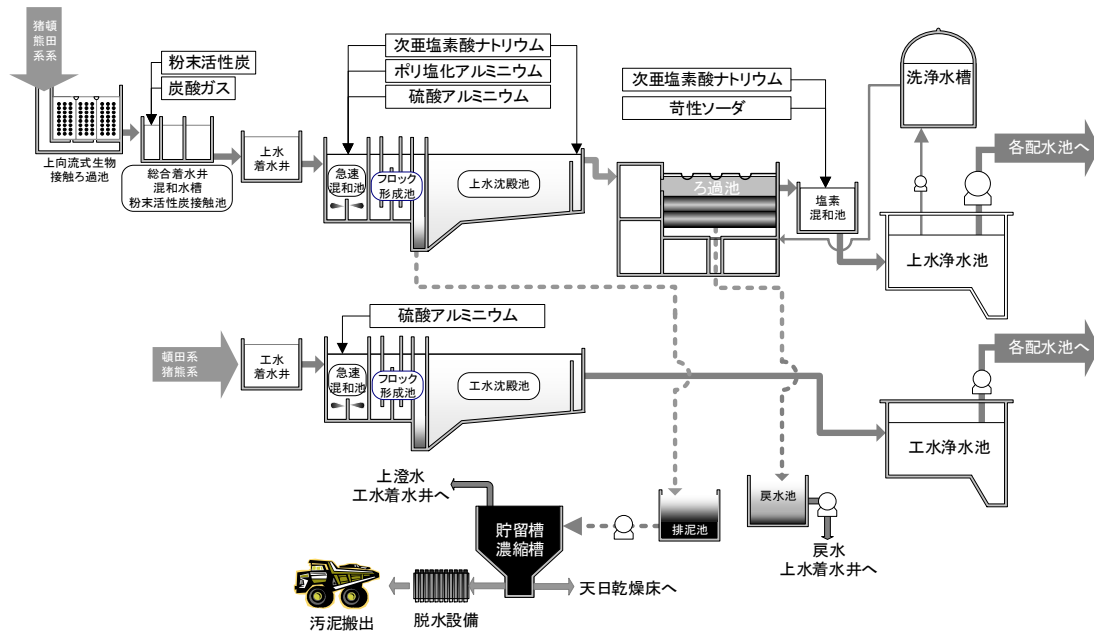 猪頓
熊田
系系
粉末活性炭
炭酸ガス
上向流式生物
接触ろ過池
総合着水井
混和水槽
粉末活性炭接触池
上水
着水井
次亜塩素酸ナトリウム
ポリ塩化アルミニウム
硫酸アルミニウム
急速
混和池
フロック
形成池
上水沈殿池
次亜塩素酸ナトリウム
苛性ソーダ
ろ過池
塩素
混和池
洗浄水槽
各配水池へ
上水浄水池
頓田系
猪熊系
工水
着水井
硫酸アルミニウム
急速
混和池
フロック
形成池
工水沈殿池
各配水池へ
工水浄水池
上澄水
工水着水井へ
貯留槽
濃縮槽
排泥池
戻水池
戻水
上水着水井へ
天日乾燥床へ
脱水設備
汚泥搬出